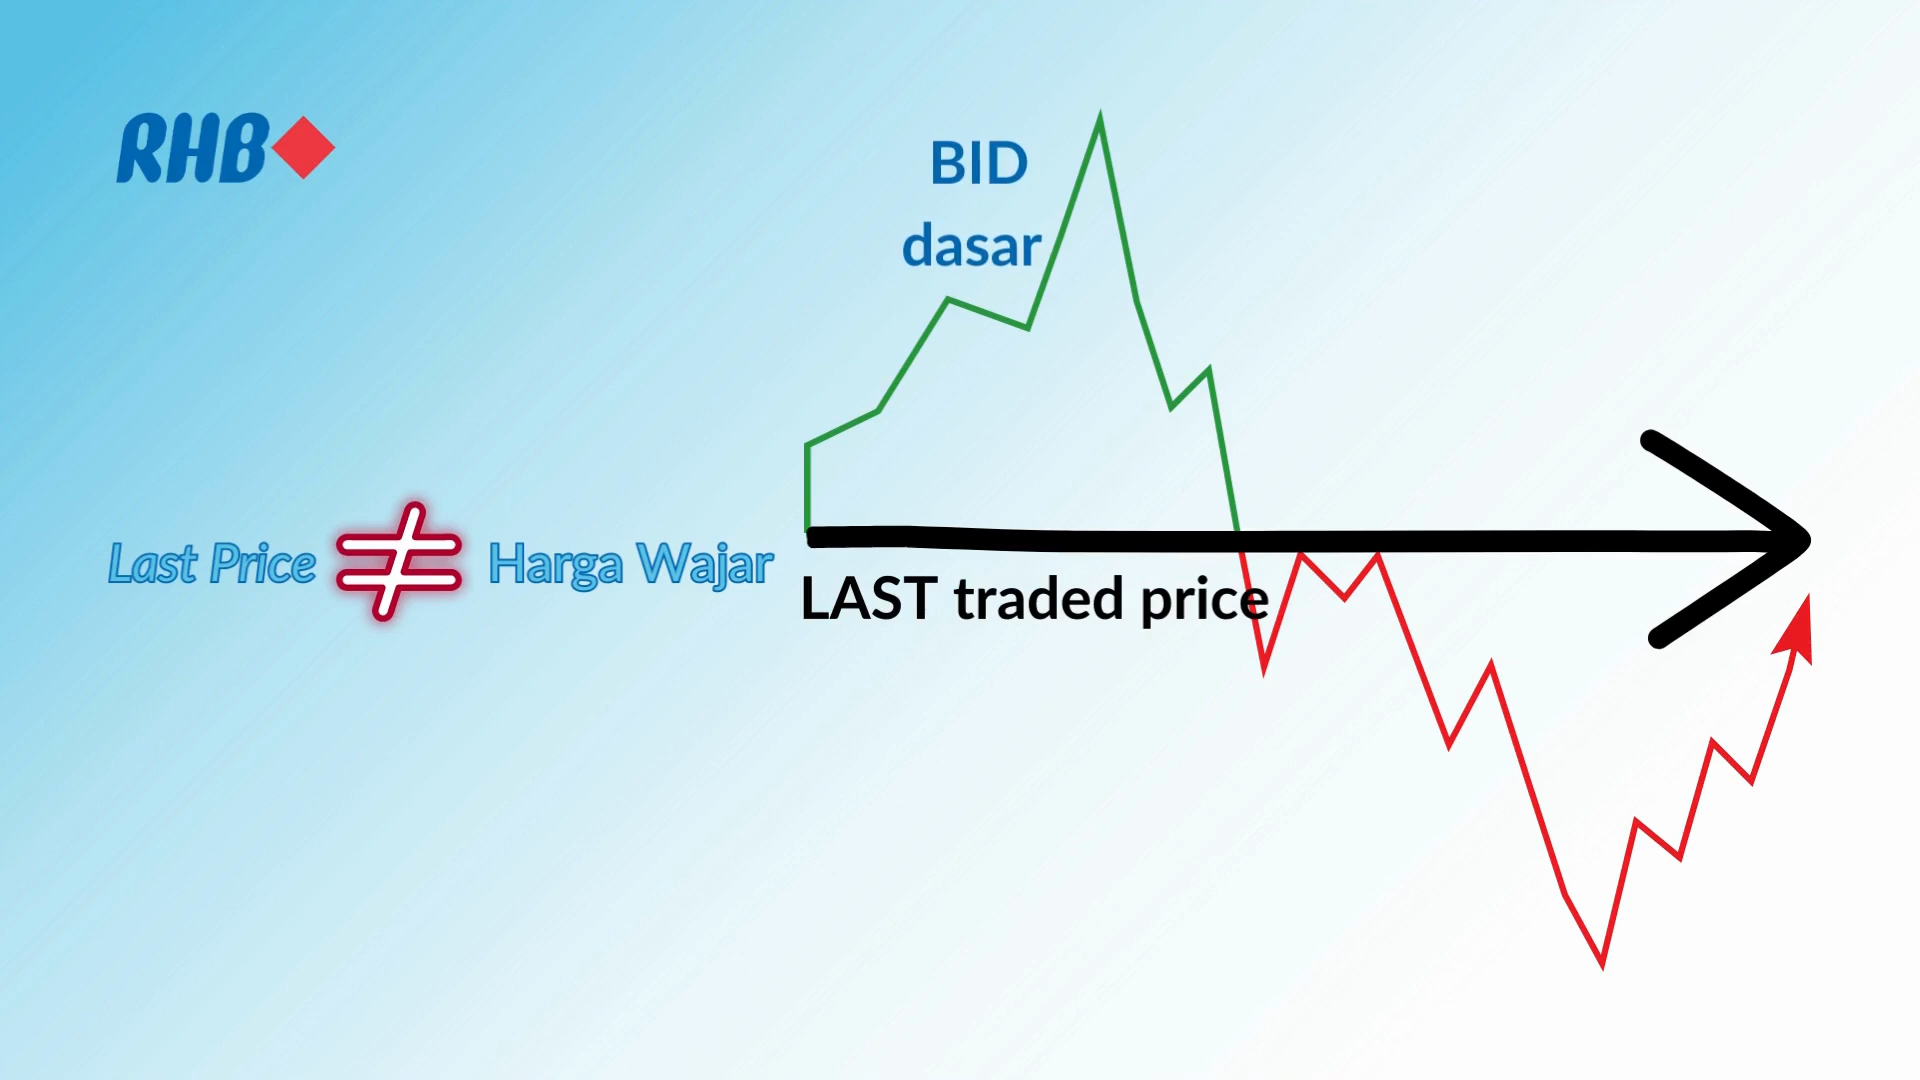 RHB
BID
dasar
Last Price ≠ Harga Wajar
LAST traded price